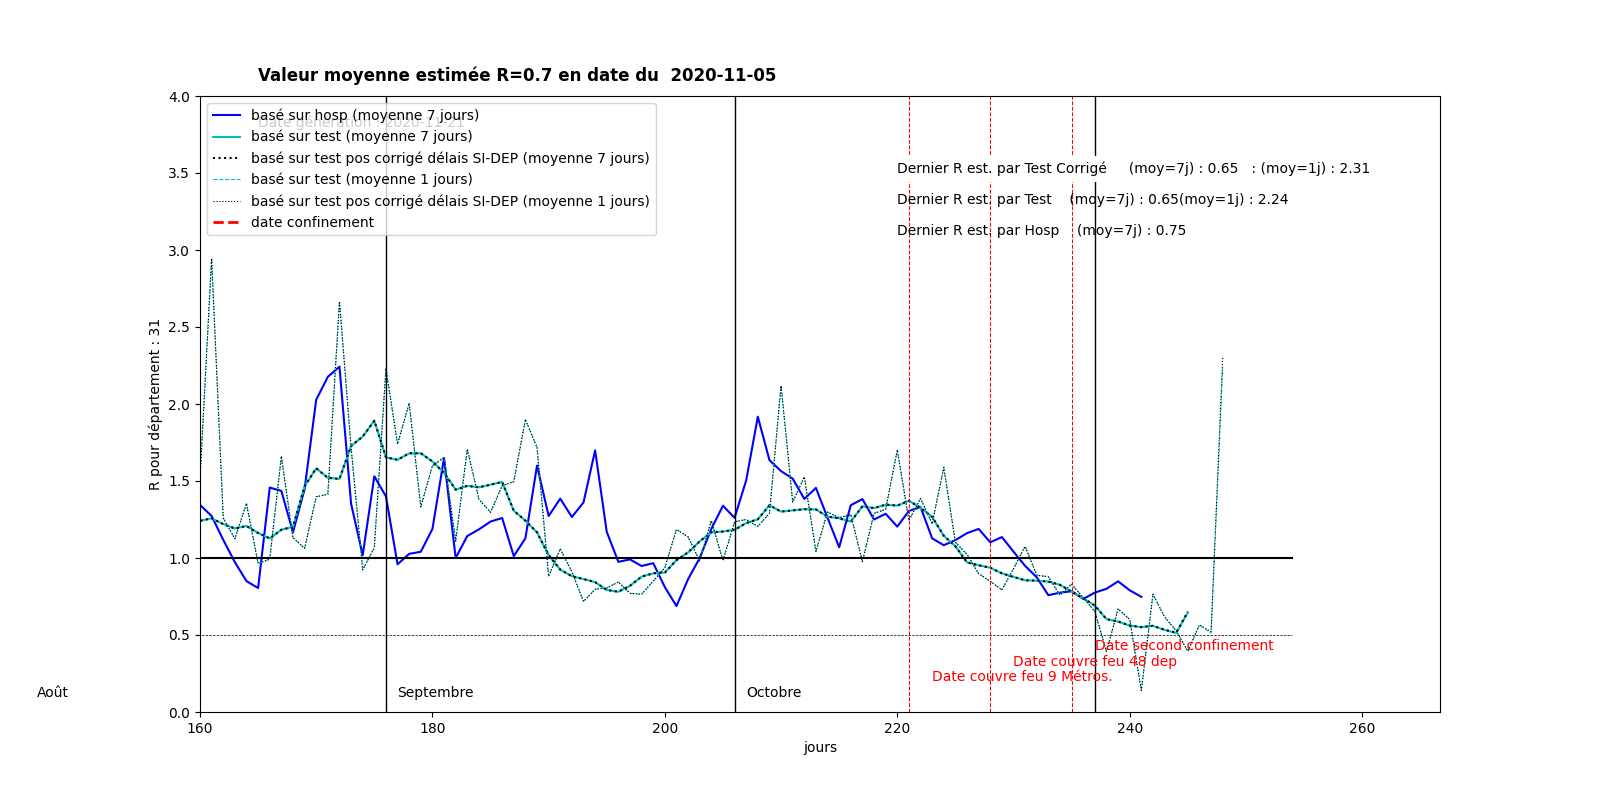 Valeur moyenne estimée R=0.7 en date du  2020-11-05
Date génération : 2020-11-21
basé sur hosp (moyenne 7 jours)
basé sur test (moyenne 7 jours)
basé sur test pos corrigé délais SI-DEP (moyenne 7 jours)
basé sur test (moyenne 1 jours)
basé sur test pos corrigé délais SI-DEP (moyenne 1 jours)
date confinement
Dernier R est. par Test Corrigé (moy=7j) : 0.65 : (moy=1j) : 2.31
Dernier R est. par Test (moy=7j) : 0.65(moy=1j) : 2.24
Dernier R est. par Hosp (moy=7j) : 0.75
R pour département : 31
4.0
3.5
3.0
2.5
2.0
1.5
1.0
0.5
0.0
Date second confinement
Date couvre feu 48 dep
Date couvre feu 9 Métros.
Août
Septembre
Octobre
160 180 200 220 240 260
jours